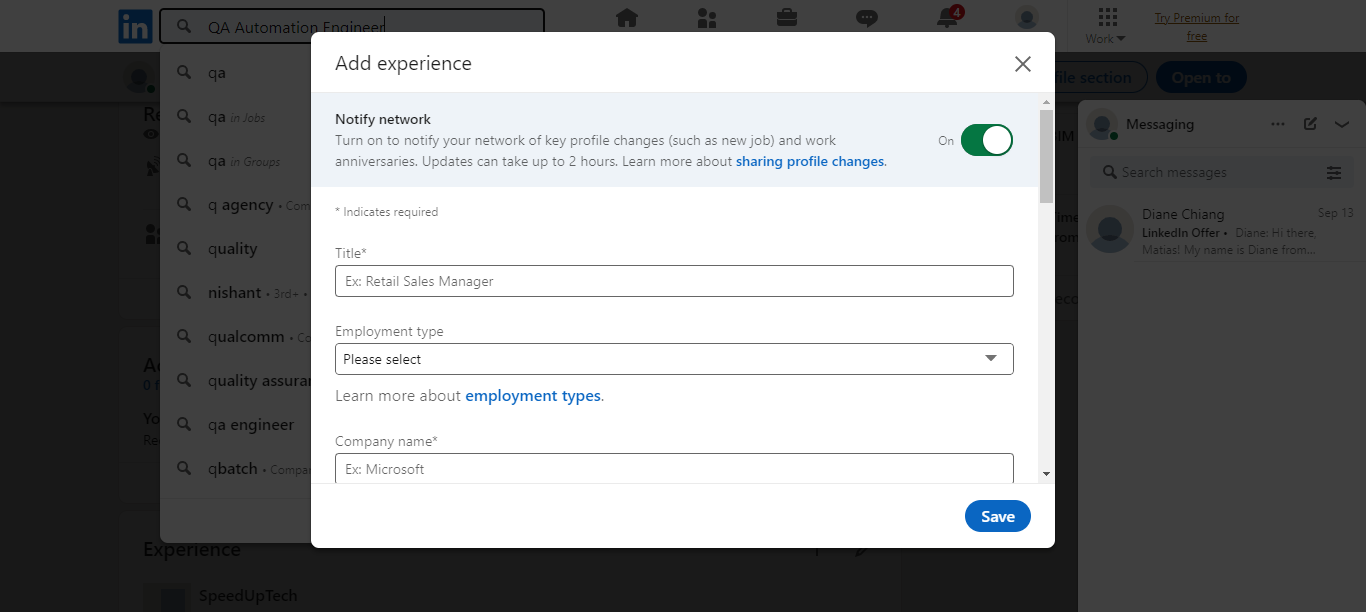 in
QA Automation Engineer
4
Work
Try Premium for
free
qa
qa in Jobs
qa in Groups
q agency •
quality
nishant • 3rd+ •
qualcomm •
quality
qa engineer
qbatch •
Experience
SpeedUpTech
Add experience
Notify network
Turn on to notify your network of key profile changes (such as new job) and work
anniversaries. Updates can take up to 2 hours. Learn more about sharing profile changes.
On
* Indicates required
Title*
Ex: Retail Sales Manager
Employment type
Please select
Learn more about employment types.
Company name*
Ex: Microsoft
Save
section
Open to
Messaging
Search messages
Diane Chiang
Sep 13
LinkedIn Offer • Diane: Hi there,
Matias! My name is Diane from...